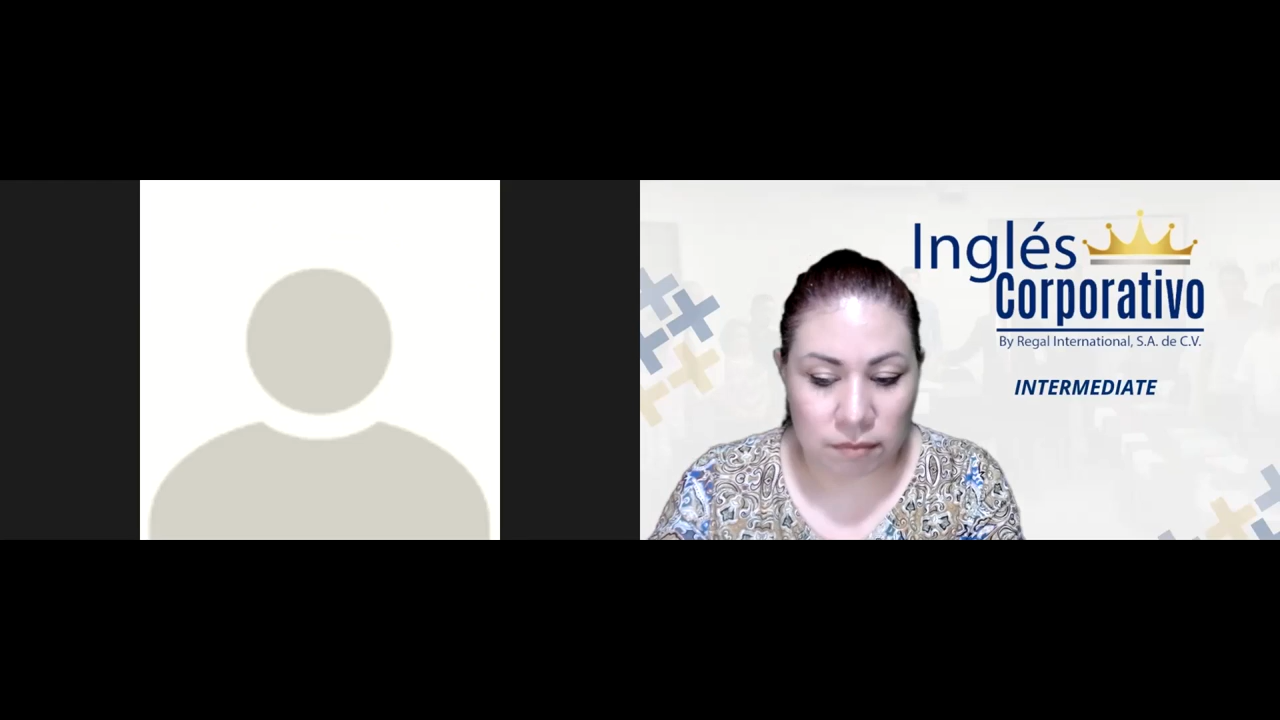 Inglés
Corporativo
By Regal International, S.A. de C.V.
INTERMEDIATE